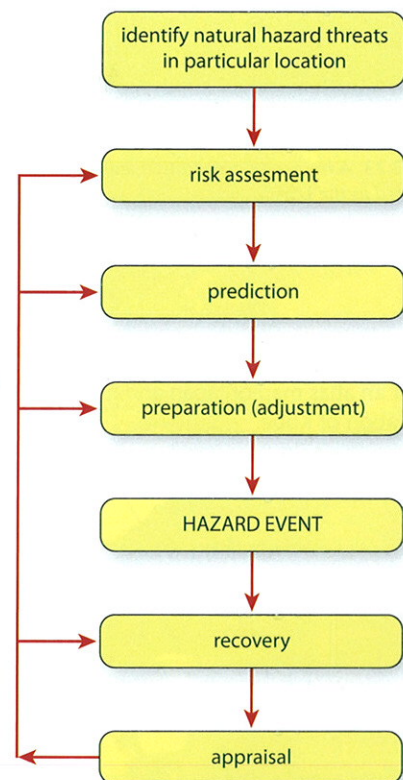 identify natural hazard threats
in particular location
risk assesment
prediction
preparation (adjustment)
HAZARD EVENT
recovery
appraisal